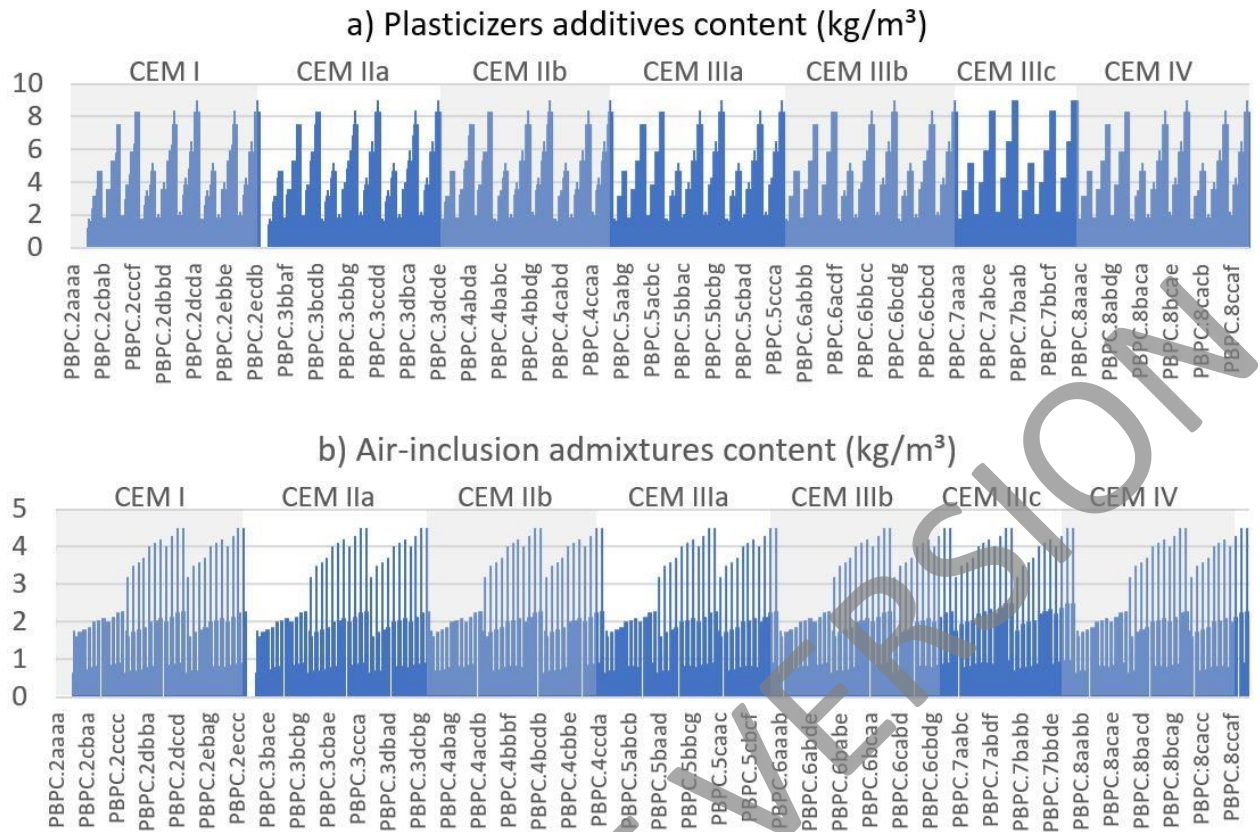 a) Plasticizers additives content (kg/m³)
CEM I CEM IIa CEM IIb CEM IIIa CEM IIIb CEM IIIc CEM IV
10
8
6
4
2
0
PBPC.2aaaa PBPC.2cbab PBPC.2cccf PBPC.2dbbd PBPC.2dcda PBPC.2ebbe PBPC.2ecdb PBPC.3bbaf PBPC.3bcdb PBPC.3cbbg PBPC.3ccdd PBPC.3dbca PBPC.3dcde PBPC.4abda PBPC.4babc PBPC.4bbdg PBPC.4cabd PBPC.4ccaa PBPC.5aabg PBPC.5acbc PBPC.5bbac PBPC.5bcbg PBPC.5cbad PBPC.5ccca PBPC.6abbb PBPC.6acdf PBPC.6bbcc PBPC.6bcdg PBPC.6cbcd PBPC.7aaaa PBPC.7abce PBPC.7baab PBPC.7bbcf PBPC.8aaac PBPC.8abdg PBPC.8baca PBPC.8bcae PBPC.8cacb PBPC.8ccaf
b) Air-inclusion admixtures content (kg/m³)
CEM I CEM IIa CEM IIb CEM IIIa CEM IIIb CEM IIIc CEM IV
5
4
3
2
1
0
PBPC.2aaaa PBPC.2cbaa PBPC.2cccc PBPC.2dbba PBPC.2dccd PBPC.2ebag PBPC.2eccc PBPC.3bace PBPC.3bcbg PBPC.3cbae PBPC.3ccca PBPC.3dbad PBPC.3dcbg PBPC.4abag PBPC.4acdb PBPC.4bbbf PBPC.4bcdb PBPC.4cbbe PBPC.4ccda PBPC.5abcb PBPC.5baad PBPC.5bbcg PBPC.5caac PBPC.5cbcf PBPC.6aaab PBPC.6abde PBPC.6bcaa PBPC.6cabd PBPC.6cbdg PBPC.7aabc PBPC.7abdf PBPC.7babb PBPC.7bbde PBPC.8aabb PBPC.8acae PBPC.8bacd PBPC.8bcag PBPC:8cacc PBPC.8ccaf
VERSION